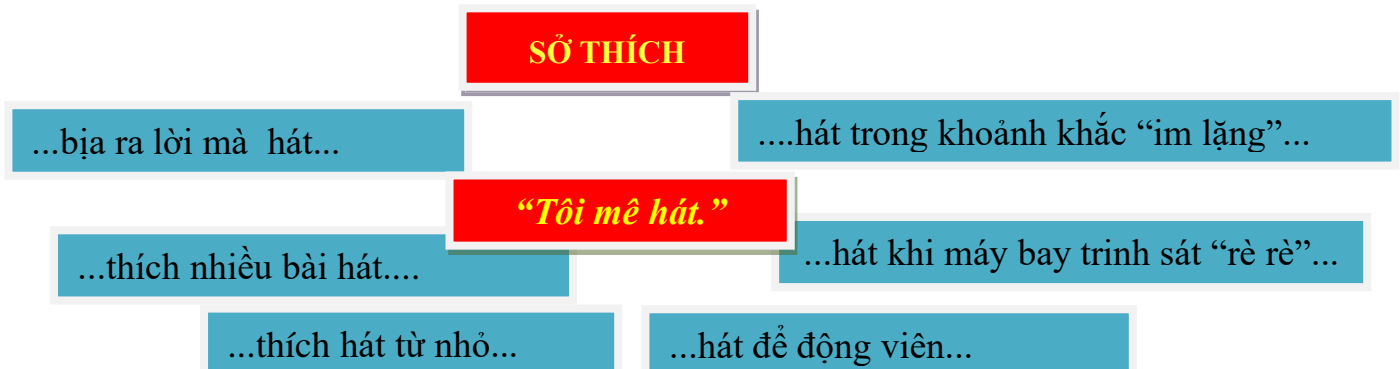 SỞ THÍCH
...bịa ra lời mà hát...
....hát trong khoảnh khắc “im lặng”...
“Tôi mê hát.”
...thích nhiều bài hát....
...hát khi máy bay trinh sát “rè rè”...
...thích hát từ nhỏ...
...hát để động viên...